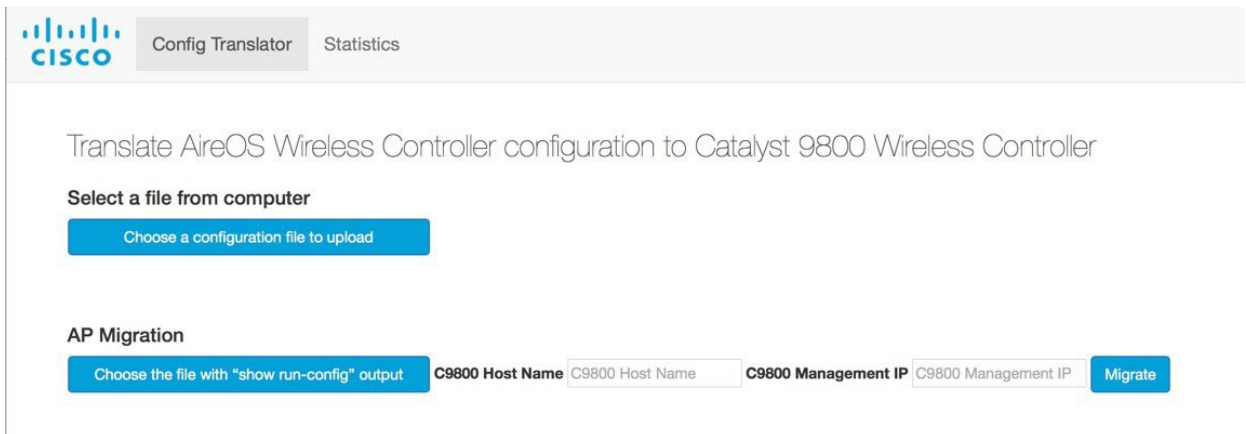 CISCO
Config Translator
Statistics
Translate AireOS Wireless Controller configuration to Catalyst 9800 Wireless Controller
Select a file from computer
Choose a configuration file to upload
AP Migration
Choose the file with "show run-config" output C9800 Host Name C9800 Host Name C9800 Management IP C9800 Management IP Migrate